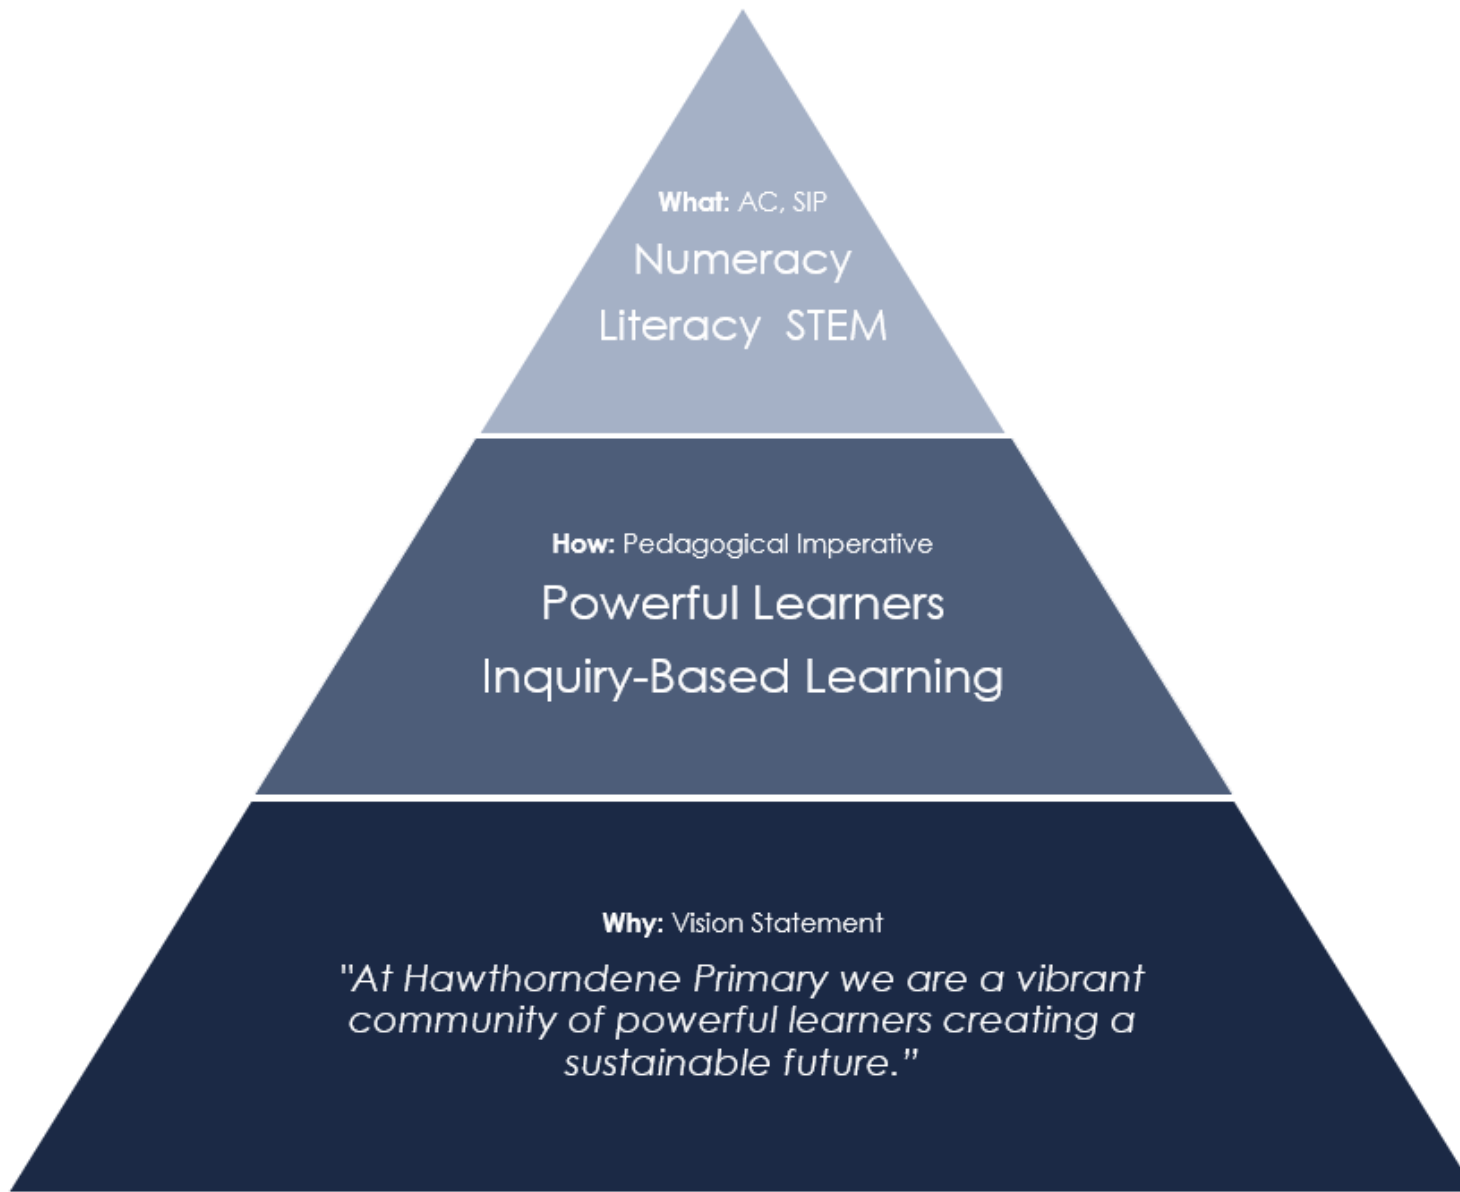 What: AC, SIP
Numeracy
Literacy  STEM
How: Pedagogical Imperative
Powerful Learners
Inquiry-Based Learning
Why: Vision Statement
"At Hawthorndene Primary we are a vibrant
community of powerful learners creating a
sustainable future.”